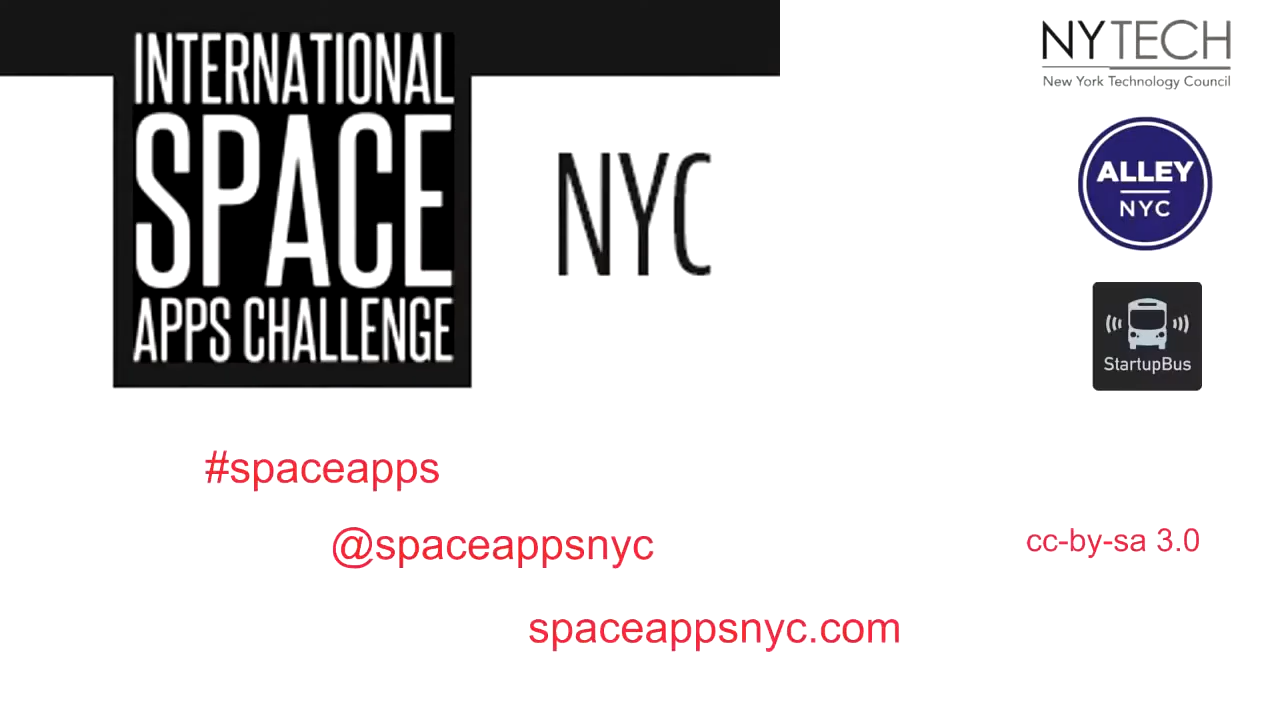 INTERNATIONAL
SPACE
APPS CHALLENGE
NYC
NYTECH
New York Technology Council
ALLEY
NYC
StartupBus
#spaceapps
@spaceappsnyc
cc-by-sa 3.0
spaceappsnyc.com